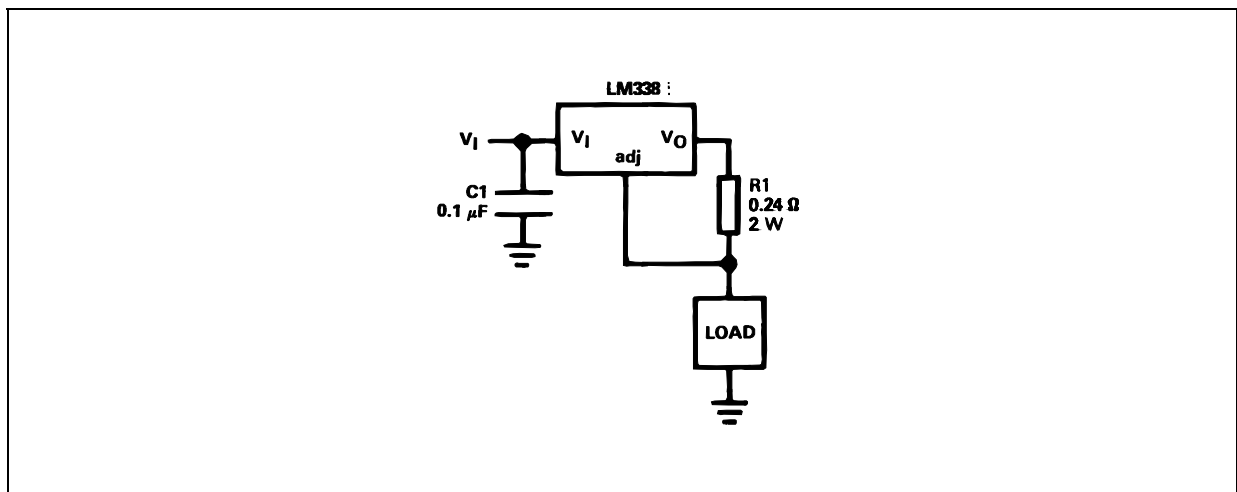 LM338
V_I
V_I
V_O
adj
C1
0.1 μF
R1
0.24 Ω
2 W
LOAD